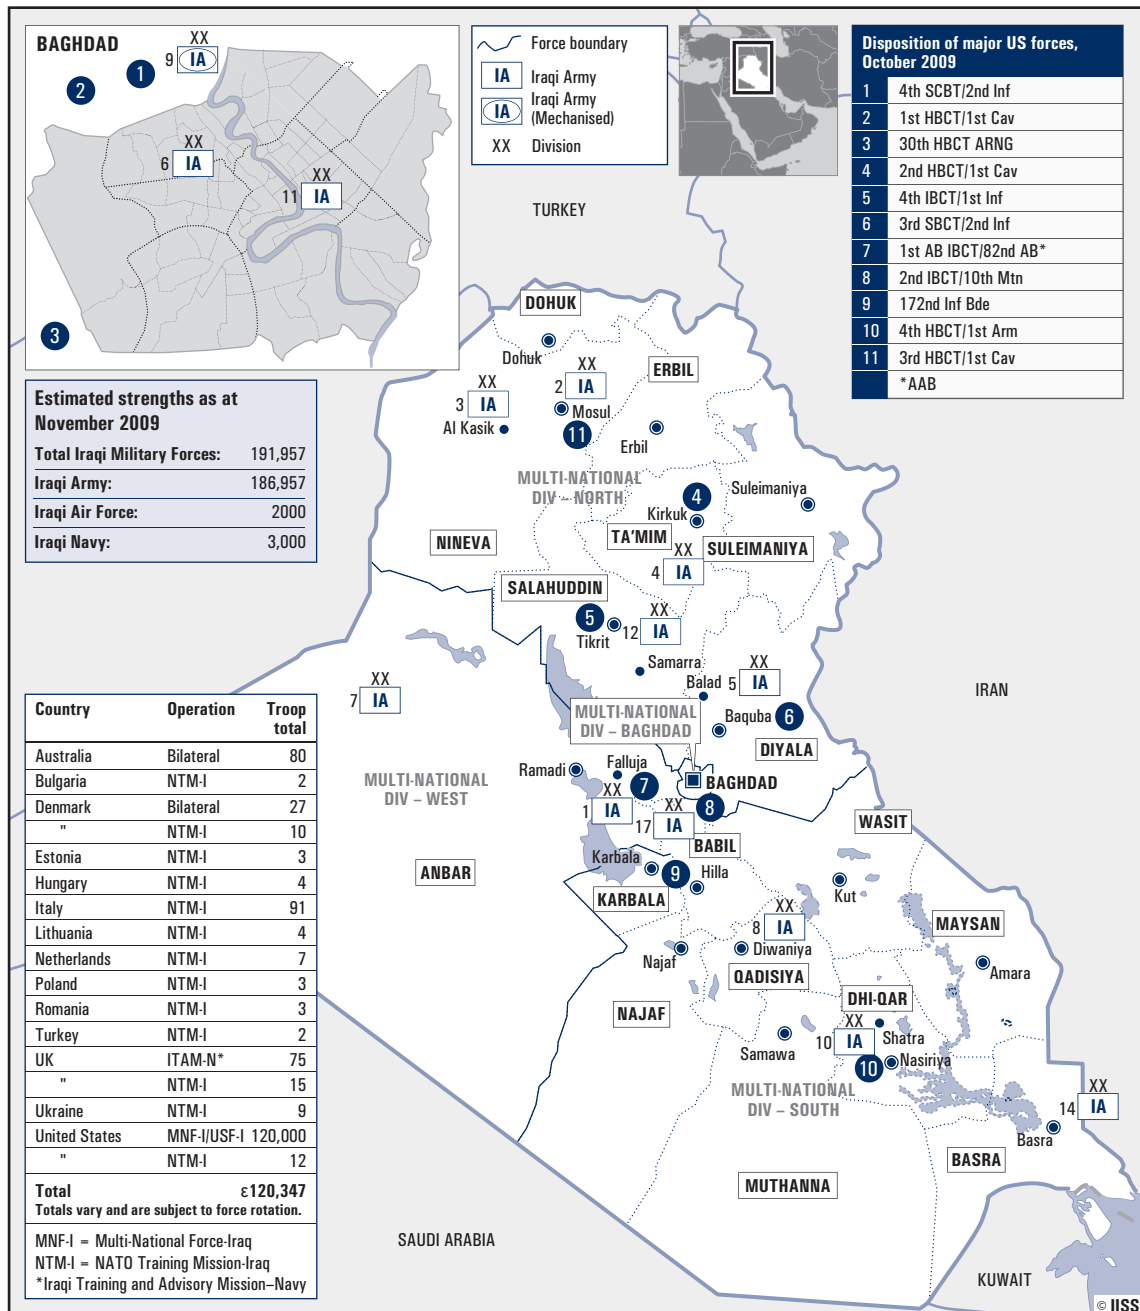 BAGHDAD
XX
9 IA
1
2
XX
6 IA
XX
11 IA
3
Force boundary
IA Iraqi Army
IA Iraqi Army
(Mechanised)
XX Division
Disposition of major US forces,
October 2009
1 4th SCBT/2nd Inf
2 1st HBCT/1st Cav
3 30th HBCT ARNG
4 2nd HBCT/1st Cav
5 4th IBCT/1st Inf
6 3rd SBCT/2nd Inf
7 1st AB IBCT/82nd AB*
8 2nd IBCT/10th Mtn
9 172nd Inf Bde
10 4th HBCT/1st Arm
11 3rd HBCT/1st Cav
*AAB
Estimated strengths as at
November 2009
Total Iraqi Military Forces: 191,957
Iraqi Army: 186,957
Iraqi Air Force: 2000
Iraqi Navy: 3,000
TURKEY
DOHUK
Dohuk
ERBIL
XX
2 IA
XX
3 IA
Mosul
Al Kasik
11
Erbil
MULTI-NATIONAL
DIV – NORTH
4
Suleimaniya
Kirkuk
TA'MIM
NINEVA
SULEIMANIYA
XX
4 IA
SALAHUDDIN
5
XX
12 IA
Tikrit
Samarra
XX
5 IA
Balad
IRAN
XX
7 IA
MULTI-NATIONAL
DIV – BAGHDAD
Baquba
6
DIYALA
MULTI-NATIONAL
DIV – WEST
Ramadi
Falluja
7
BAGHDAD
XX
1 IA
XX
17 IA
8
WASIT
BABIL
ANBAR
Karbala
9
Hilla
KARBALA
Kut
XX
8 IA
MAYSAN
Najaf
Diwaniya
Amara
QADISIYA
NAJAF
DHI-QAR
XX
10 IA
Shatra
Samawa
Nasiriya
10
MULTI-NATIONAL
DIV – SOUTH
XX
14 IA
Basra
BASRA
MUTHANNA
SAUDI ARABIA
KUWAIT
Country Operation Troop
total
Australia Bilateral 80
Bulgaria NTM-I 2
Denmark Bilateral 27
" NTM-I 10
Estonia NTM-I 3
Hungary NTM-I 4
Italy NTM-I 91
Lithuania NTM-I 4
Netherlands NTM-I 7
Poland NTM-I 3
Romania NTM-I 3
Turkey NTM-I 2
UK ITAM-N* 75
" NTM-I 15
Ukraine NTM-I 9
United States MNF-I/USF-I 120,000
" NTM-I 12
Total ε120,347
Totals vary and are subject to force rotation.
MNF-I = Multi-National Force-Iraq
NTM-I = NATO Training Mission-Iraq
*Iraqi Training and Advisory Mission–Navy
© IISS